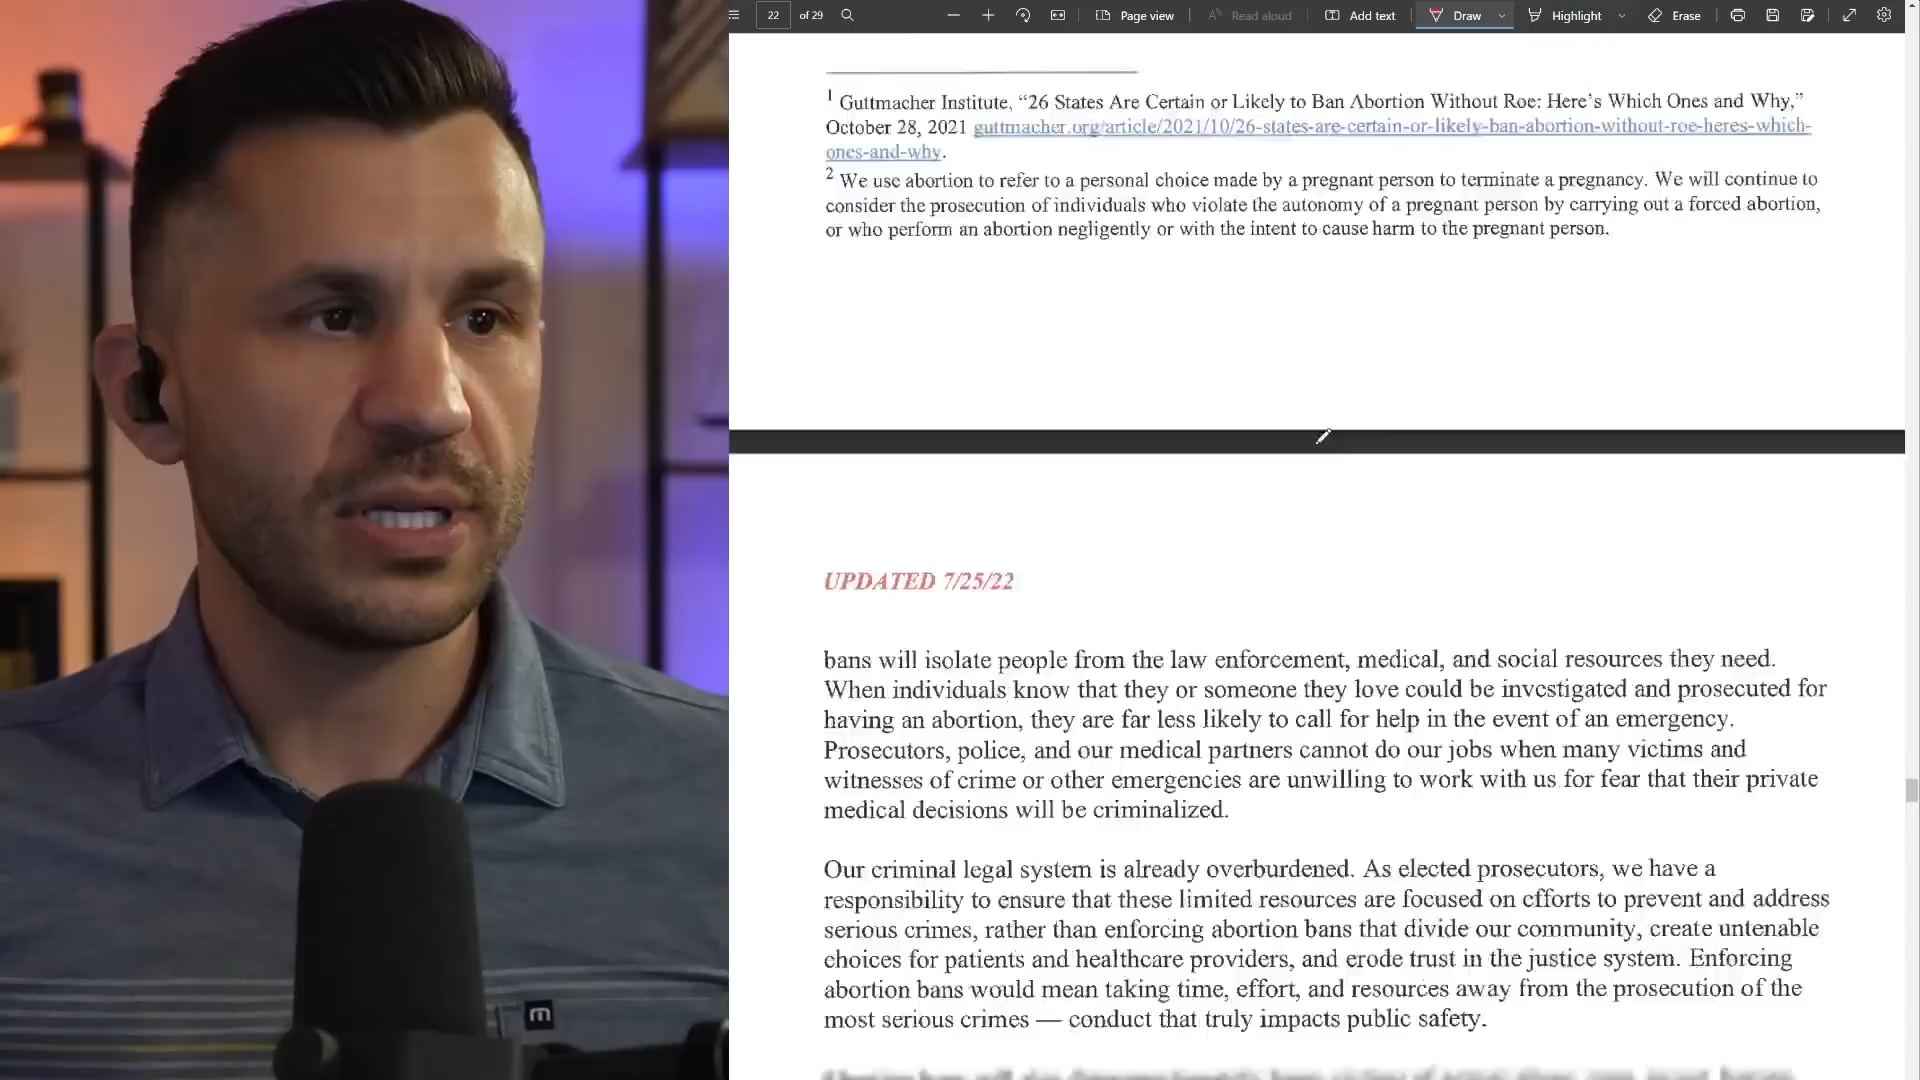 22 of 29 Page view Read aloud Add text Draw Highlight Erase
1 Guttmacher Institute, “26 States Are Certain or Likely to Ban Abortion Without Roe: Here’s Which Ones and Why,”
October 28, 2021 guttmacher.org/article/2021/10/26-states-are-certain-or-likely-ban-abortion-without-roe-heres-which-
ones-and-why.
2 We use abortion to refer to a personal choice made by a pregnant person to terminate a pregnancy. We will continue to
consider the prosecution of individuals who violate the autonomy of a pregnant person by carrying out a forced abortion,
or who perform an abortion negligently or with the intent to cause harm to the pregnant person.
UPDATED 7/25/22
bans will isolate people from the law enforcement, medical, and social resources they need.
When individuals know that they or someone they love could be investigated and prosecuted for
having an abortion, they are far less likely to call for help in the event of an emergency.
Prosecutors, police, and our medical partners cannot do our jobs when many victims and
witnesses of crime or other emergencies are unwilling to work with us for fear that their private
medical decisions will be criminalized.
Our criminal legal system is already overburdened. As elected prosecutors, we have a
responsibility to ensure that these limited resources are focused on efforts to prevent and address
serious crimes, rather than enforcing abortion bans that divide our community, create untenable
choices for patients and healthcare providers, and erode trust in the justice system. Enforcing
abortion bans would mean taking time, effort, and resources away from the prosecution of the
most serious crimes — conduct that truly impacts public safety.